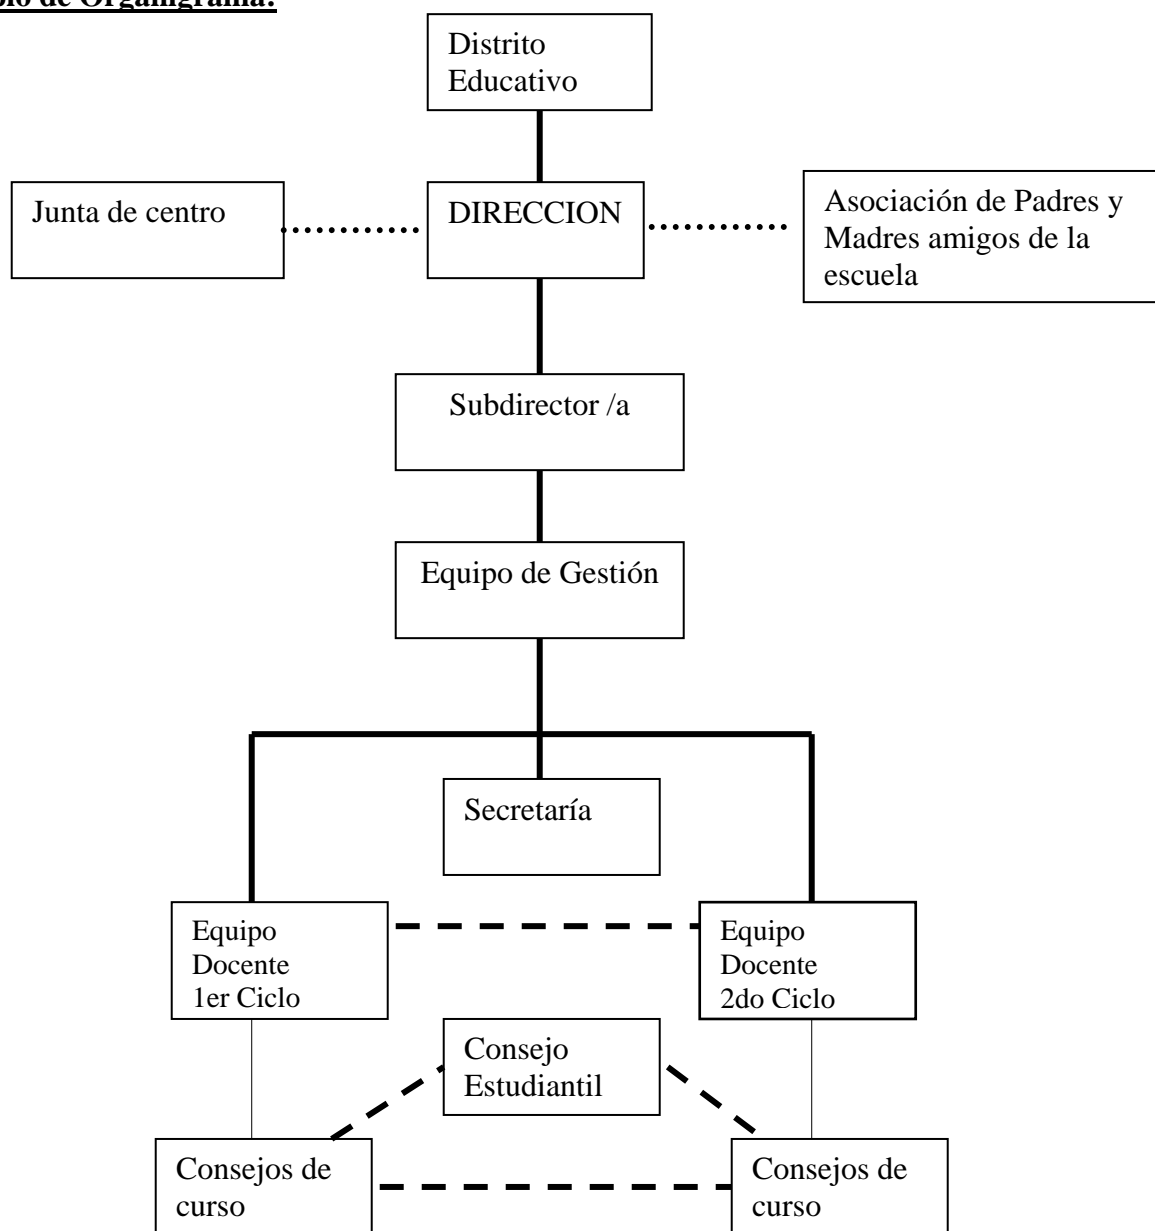 de Organigrama:
Distrito
Educativo
Junta de centro
DIRECCION
Asociación de Padres y
Madres amigos de la
escuela
Subdirector /a
Equipo de Gestión
Secretaría
Equipo
Docente
1er Ciclo
Equipo
Docente
2do Ciclo
Consejo
Estudiantil
Consejos de
curso
Consejos de
curso